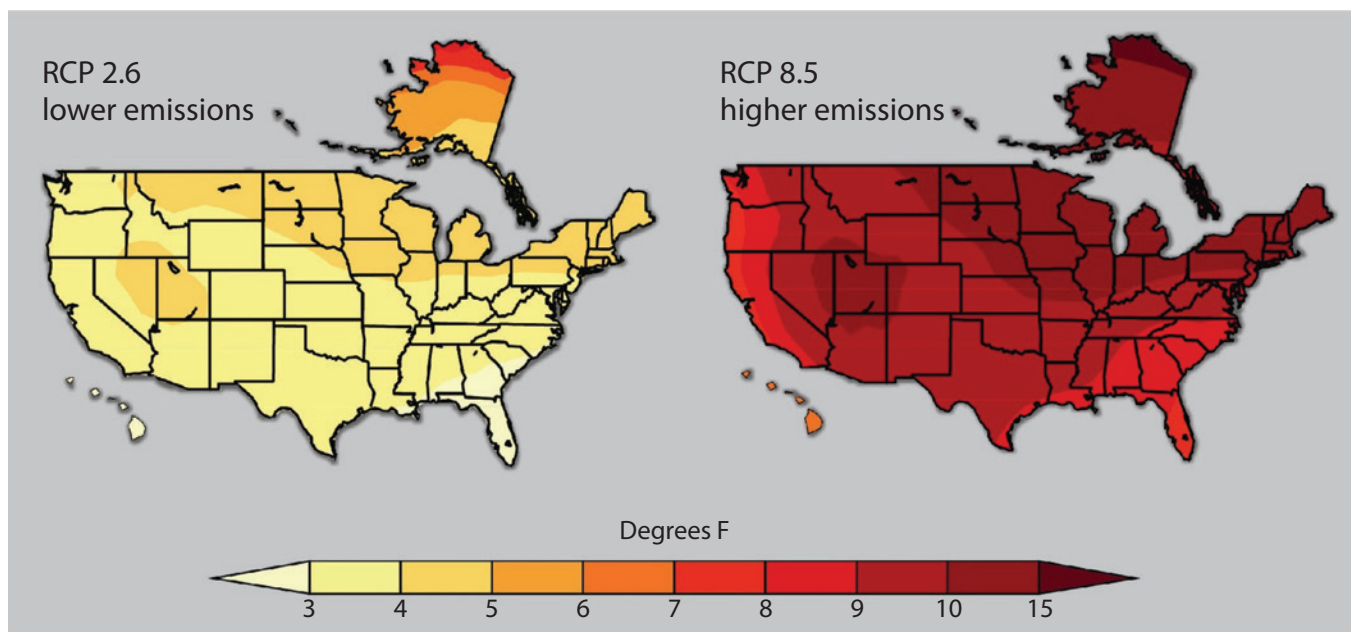 RCP 2.6
lower emissions
RCP 8.5
higher emissions
Degrees F
3 4 5 6 7 8 9 10 15